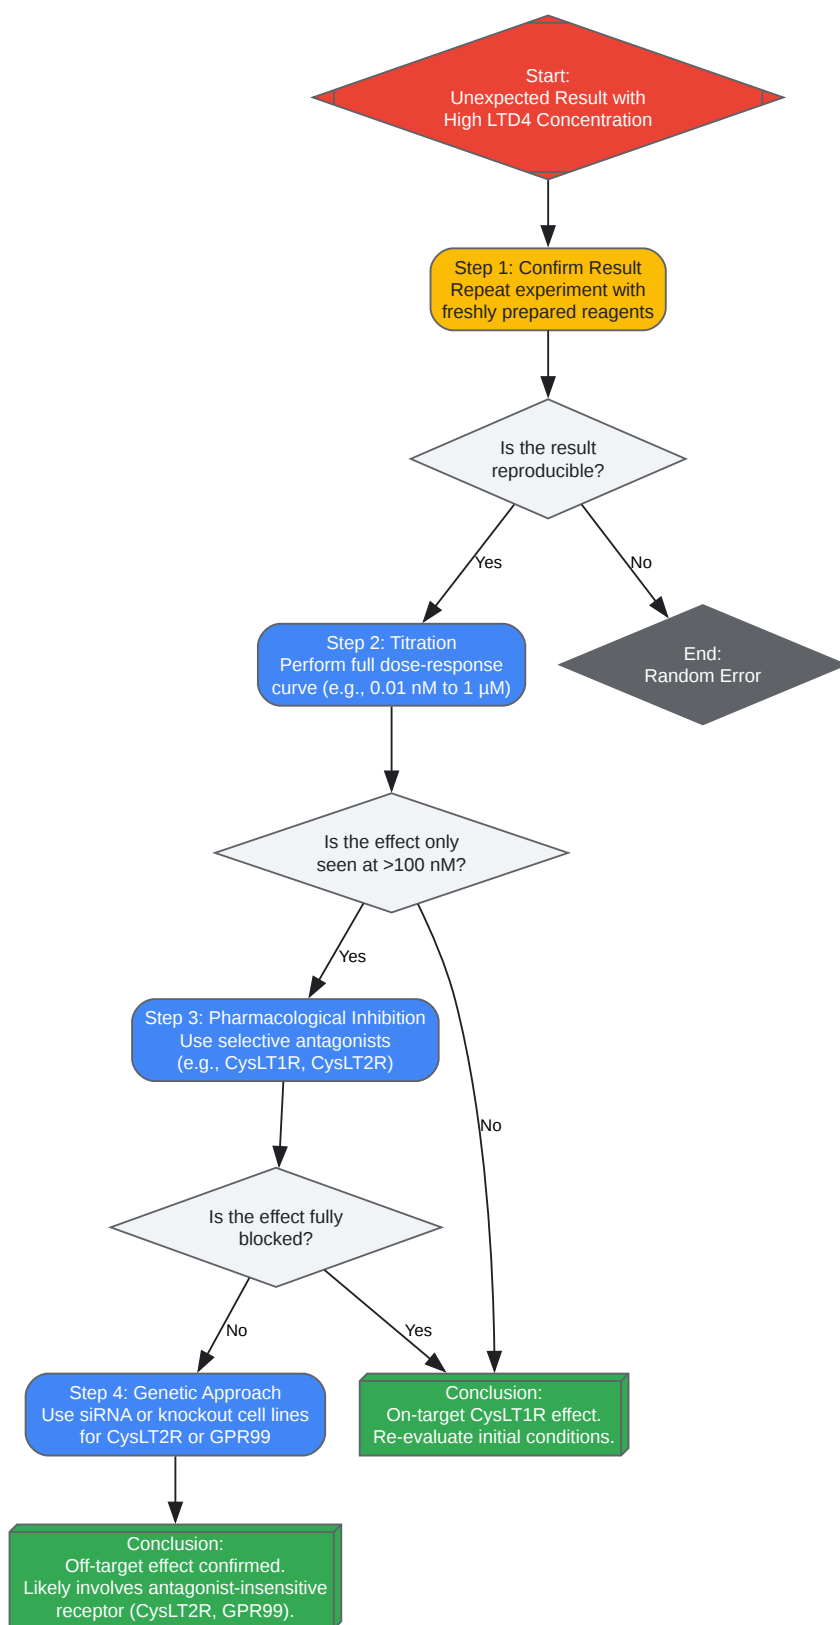 Start:
Unexpected Result with
High LTD4 Concentration
Step 1: Confirm Result
Repeat experiment with
freshly prepared reagents
Is the result
reproducible?
Yes
No
Step 2: Titration
Perform full dose-response
curve (e.g., 0.01 nM to 1 µM)
End:
Random Error
Is the effect only
seen at >100 nM?
Yes
Step 3: Pharmacological Inhibition
Use selective antagonists
(e.g., CysLT1R, CysLT2R)
No
Is the effect fully
blocked?
No
Yes
Step 4: Genetic Approach
Use siRNA or knockout cell lines
for CysLT2R or GPR99
Conclusion:
On-target CysLT1R effect.
Re-evaluate initial conditions.
Conclusion:
Off-target effect confirmed.
Likely involves antagonist-insensitive
receptor (CysLT2R, GPR99).